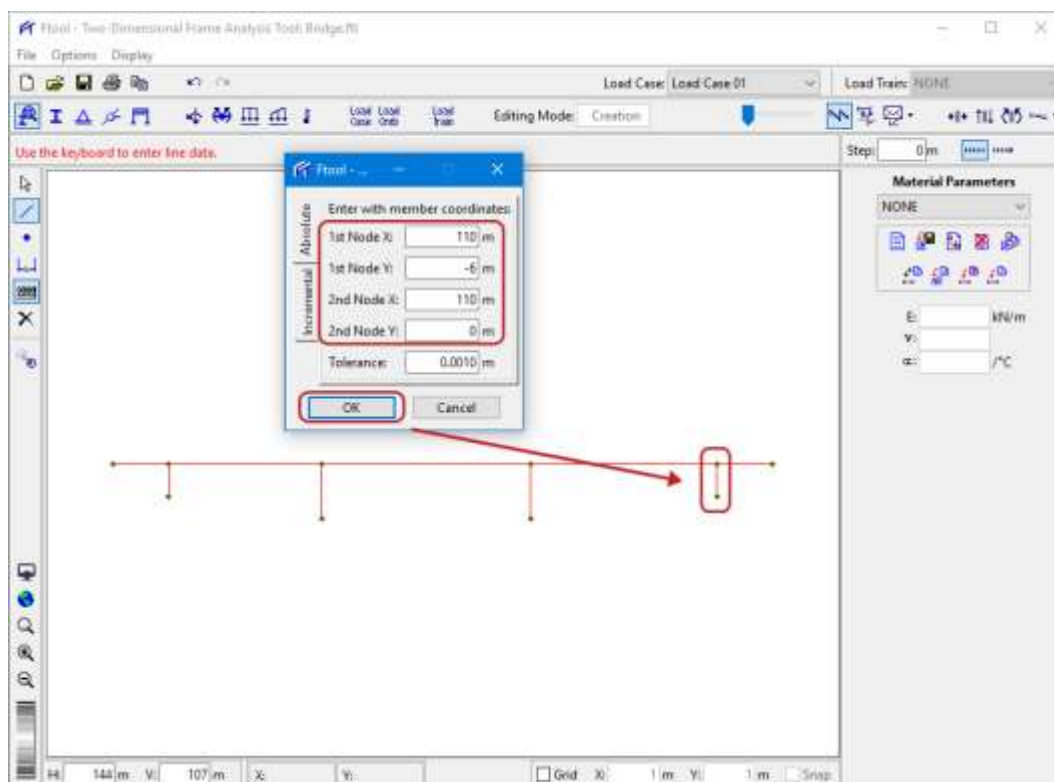 Ftool - Two-Dimensional Frame Analysis Tool: Bridge.ftl
File Options Display
Load Case: Load Case 01 Load Train: NONE
Load Case Load Comb Load Train Editing Mode: Creation
Use the keyboard to enter line data.
Step: 0 m
Ftool - ...
Material Parameters
NONE
Absolute
Incremental
Enter with member coordinates:
1st Node X: 110 m
1st Node Y: -6 m
2nd Node X: 110 m
2nd Node Y: 0 m
Tolerance: 0.0010 m
OK Cancel
E: kN/m
ν:
α: /°C
H: 144 m V: 107 m X: Y: Grid X: 1 m Y: 1 m Snap